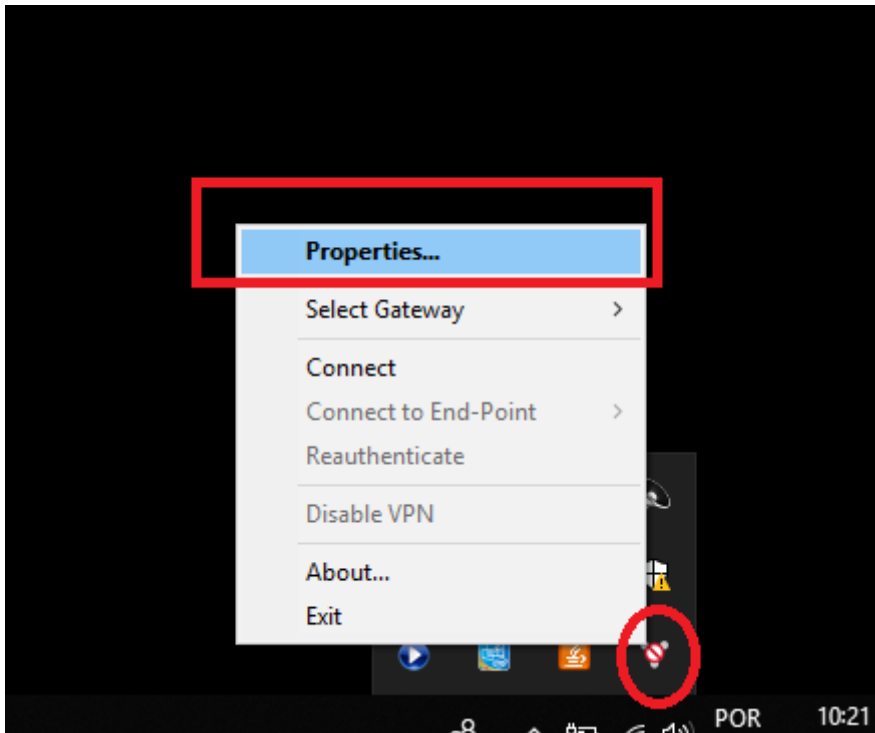 Properties...
Select Gateway
Connect
Connect to End-Point
Reauthenticate
Disable VPN
About...
Exit
POR
10:21